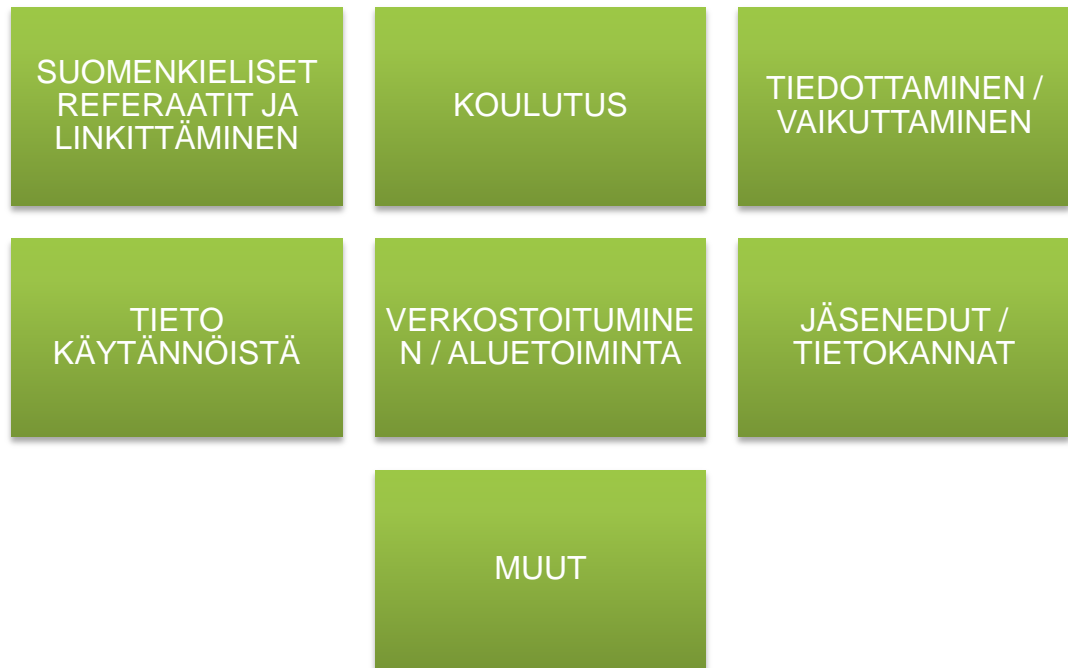 SUOMENKIELISET
REFERAATIT JA
LINKITTÄMINEN
KOULUTUS
TIEDOTTAMINEN /
VAIKUTTAMINEN
TIETO
KÄYTÄNNÖISTÄ
VERKOSTOITUMINE
N / ALUETOIMINTA
JÄSENEDUT /
TIETOKANNAT
MUUT